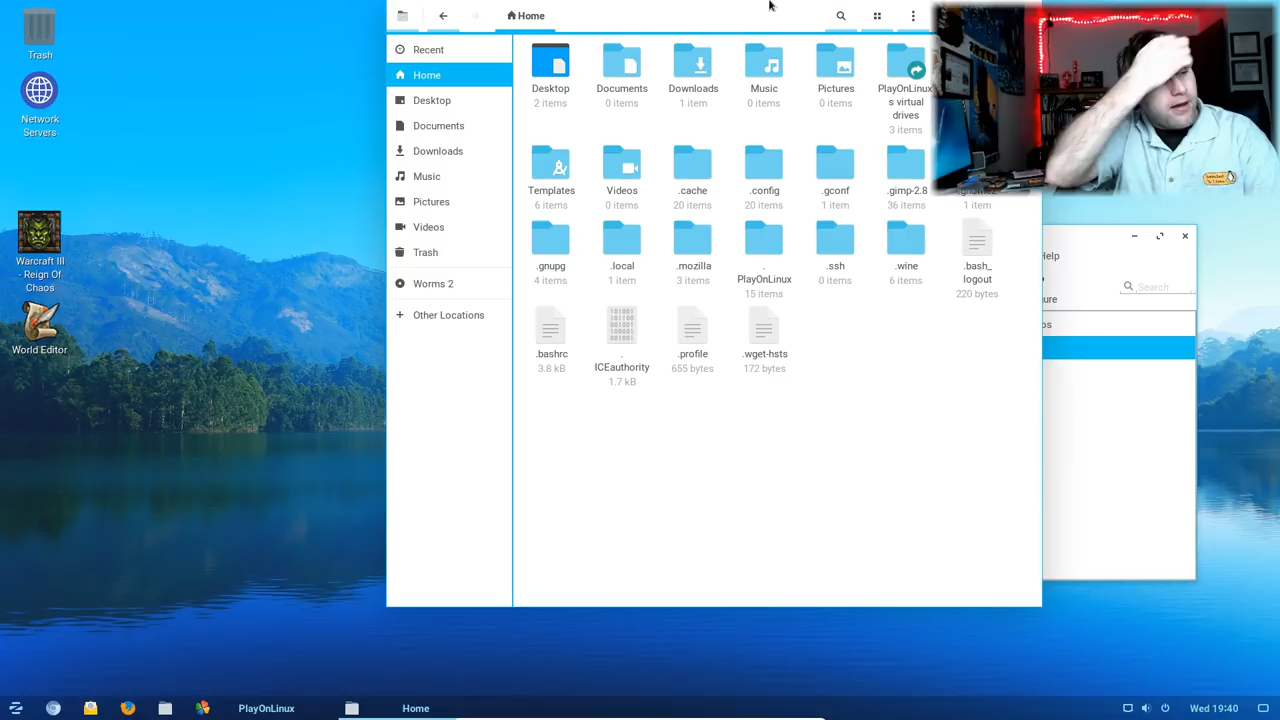 Trash
Network
Servers
Warcraft III
- Reign Of
Chaos
World Editor
Home
Recent
Home
Desktop
Documents
Downloads
Music
Pictures
Videos
Trash
Worms 2
Other Locations
Desktop
2 items
Documents
0 items
Downloads
1 item
Music
0 items
Pictures
0 items
PlayOnLinux'
s virtual
drives
3 items
Templates
6 items
Videos
0 items
.cache
20 items
.config
20 items
.gconf
1 item
.gimp-2.8
36 items
1 item
.gnupg
4 items
.local
1 item
.mozilla
3 items
.
PlayOnLinux
15 items
.ssh
0 items
.wine
6 items
.bash_
logout
220 bytes
.bashrc
3.8 kB
.
ICEauthority
1.7 kB
.profile
655 bytes
.wget-hsts
172 bytes
Help
Search
ure
os
PlayOnLinux
Home
Wed 19:40